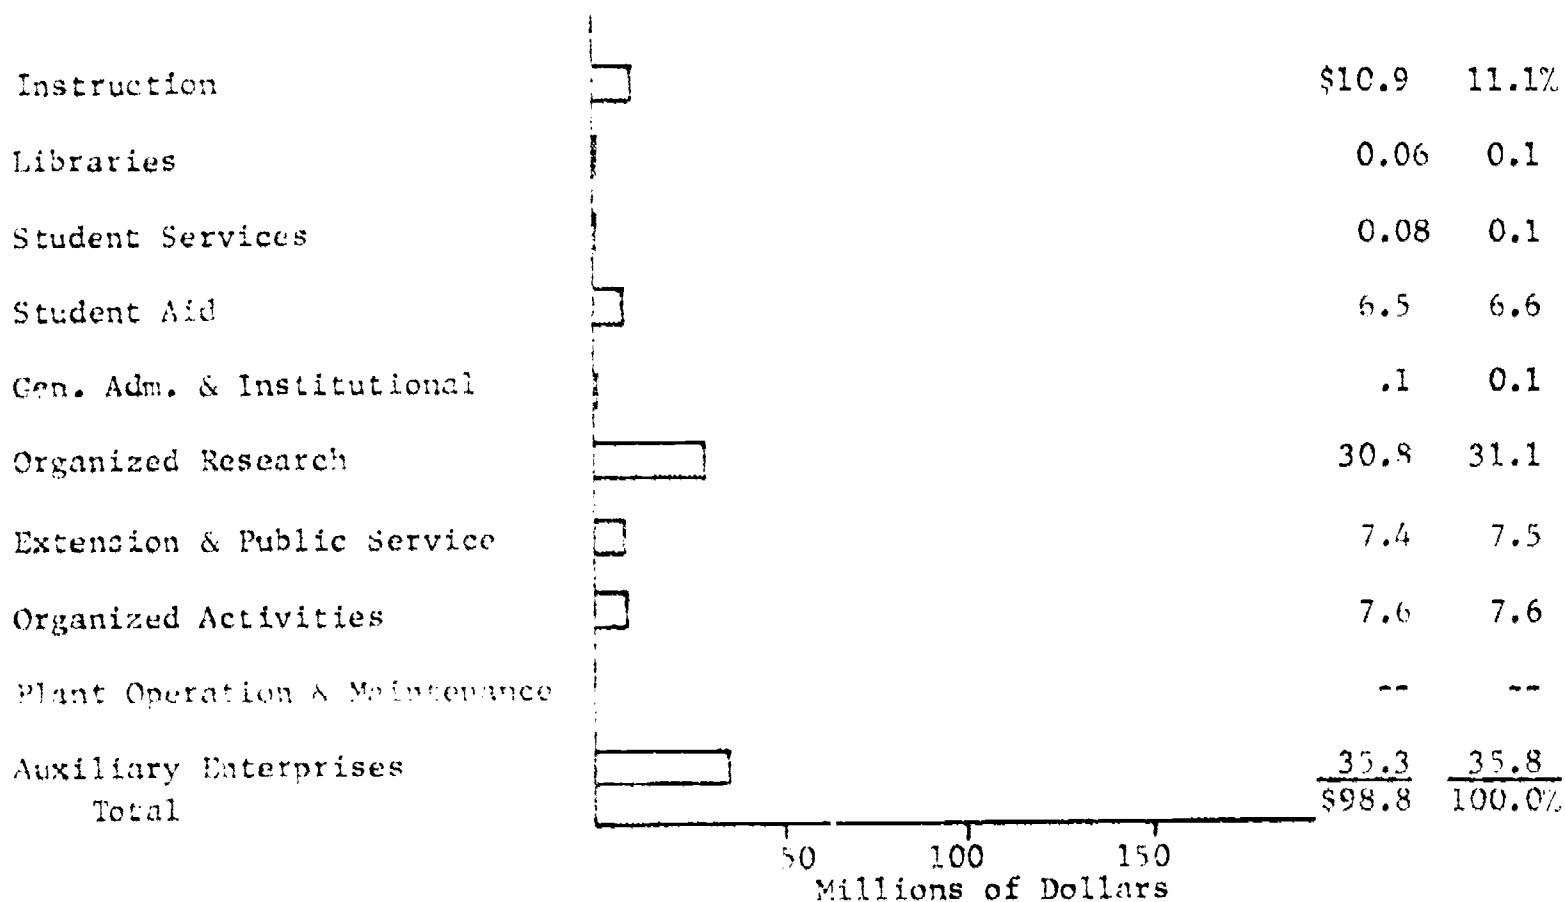 Instruction $10.9 11.1%
Libraries 0.06 0.1
Student Services 0.08 0.1
Student Aid 6.5 6.6
Gen. Adm. & Institutional .1 0.1
Organized Research 30.8 31.1
Extension & Public Service 7.4 7.5
Organized Activities 7.6 7.6
Plant Operation & Maintenance -- --
Auxiliary Enterprises 35.3 35.8
Total $98.8 100.0%
50 100 150
Millions of Dollars